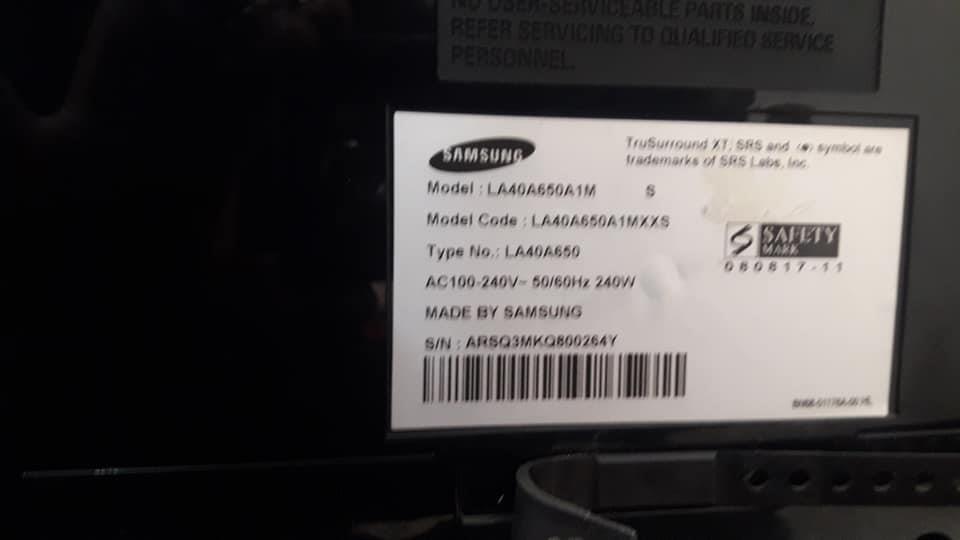 NO USER-SERVICEABLE PARTS INSIDE.
REFER SERVICING TO QUALIFIED SERVICE
PERSONNEL.
SAMSUNG
TruSurround XT, SRS and symbol are
trademarks of SRS Labs, Inc.
Model : LA40A650A1M S
Model Code : LA40A650A1MXXS
Type No.: LA40A650
AC100-240V~ 50/60Hz 240W
MADE BY SAMSUNG
S/N : ARSQ3MKQ800264Y
SAFETY
MARK
080817-11